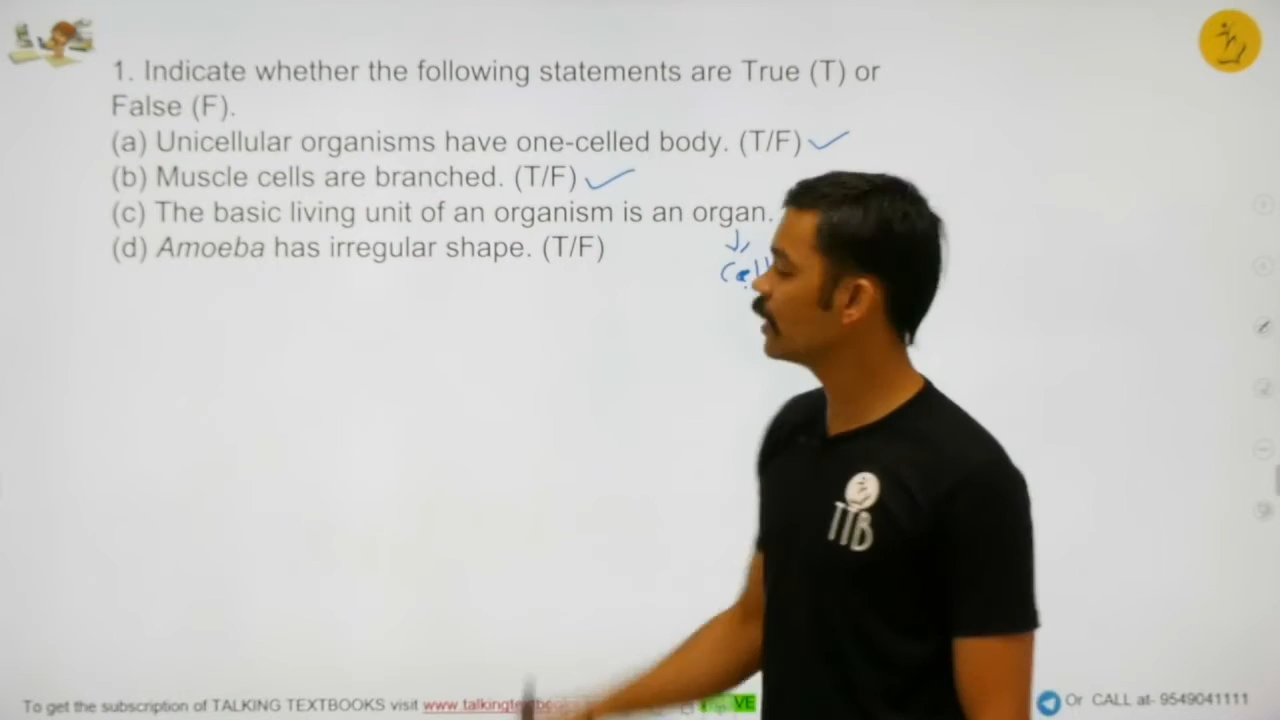 1. Indicate whether the following statements are True (T) or
False (F).
(a) Unicellular organisms have one-celled body. (T/F)
(b) Muscle cells are branched. (T/F)
(c) The basic living unit of an organism is an organ.
(d) Amoeba has irregular shape. (T/F)
Cell
TTB
To get the subscription of TALKING TEXTBOOKS visit www. VE
Or CALL at- 9549041111